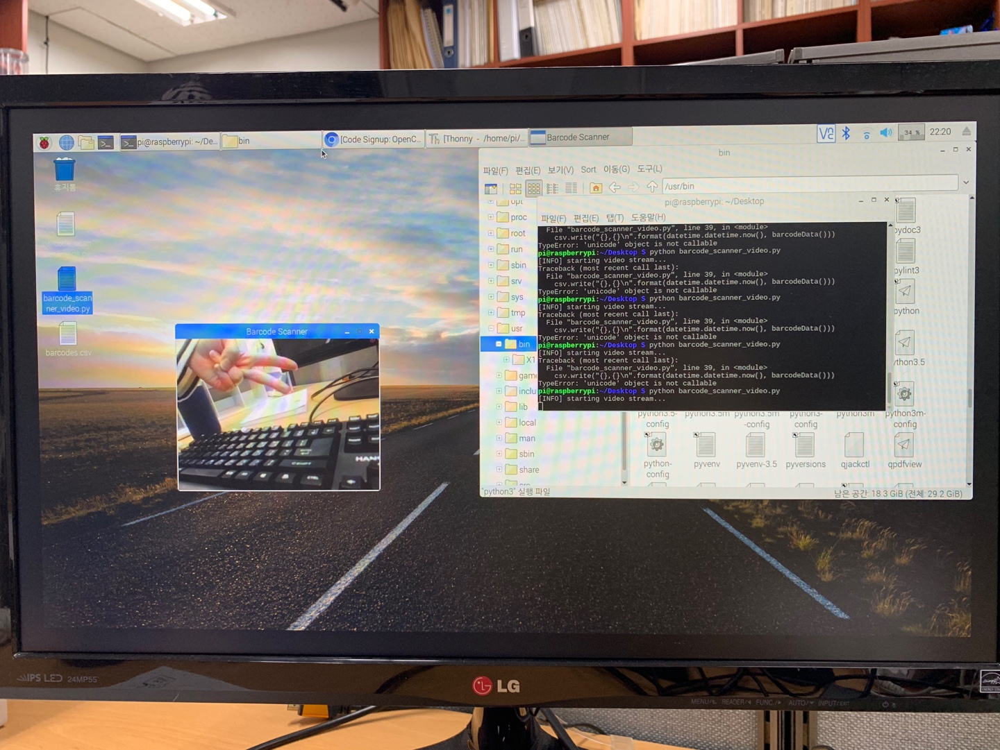 pi@raspberrypi: ~/De...
bin
[Code Signup: OpenC...
[Thonny - /home/pi/...
Barcode Scanner
VNC
34 %
22:20
휴지통
barcode_scan
ner_video.py
barcodes.csv
Barcode Scanner
HAN
bin
파일(F) 편집(E) 보기(V) Sort 이동(G) 도구(L)
/usr/bin
opt
proc
root
run
sbin
srv
sys
tmp
usr
bin
X1
game
inclu
lib
local
man
sbin
share
pi@raspberrypi: ~/Desktop
파일(F) 편집(E) 탭(T) 도움말(H)
File "barcode_scanner_video.py", line 39, in <module>
csv.write("{},{}\n".format(datetime.datetime.now(), barcodeData()))
TypeError: 'unicode' object is not callable
pi@raspberrypi:~/Desktop $ python barcode_scanner_video.py
[INFO] starting video stream...
Traceback (most recent call last):
File "barcode_scanner_video.py", line 39, in <module>
csv.write("{},{}\n".format(datetime.datetime.now(), barcodeData()))
TypeError: 'unicode' object is not callable
pi@raspberrypi:~/Desktop $ python barcode_scanner_video.py
[INFO] starting video stream...
Traceback (most recent call last):
File "barcode_scanner_video.py", line 39, in <module>
csv.write("{},{}\n".format(datetime.datetime.now(), barcodeData()))
TypeError: 'unicode' object is not callable
pi@raspberrypi:~/Desktop $ python barcode_scanner_video.py
[INFO] starting video stream...
Traceback (most recent call last):
File "barcode_scanner_video.py", line 39, in <module>
csv.write("{},{}\n".format(datetime.datetime.now(), barcodeData()))
TypeError: 'unicode' object is not callable
pi@raspberrypi:~/Desktop $ python barcode_scanner_video.py
[INFO] starting video stream...
pydoc3
pylint3
python
ython3.5
python3.5-config
python3.5m
python3.5m-config
python3-config
python3m
python3m-config
python-config
pyvenv
pyvenv-3.5
pyversions
qjackctl
qpdfview
"python3" 실행 파일
남은 공간: 18.3 GiB (전체: 29.2 GiB)
IPS LED 24MP55
LG
MENU READER FUNC. AUTO INPUT